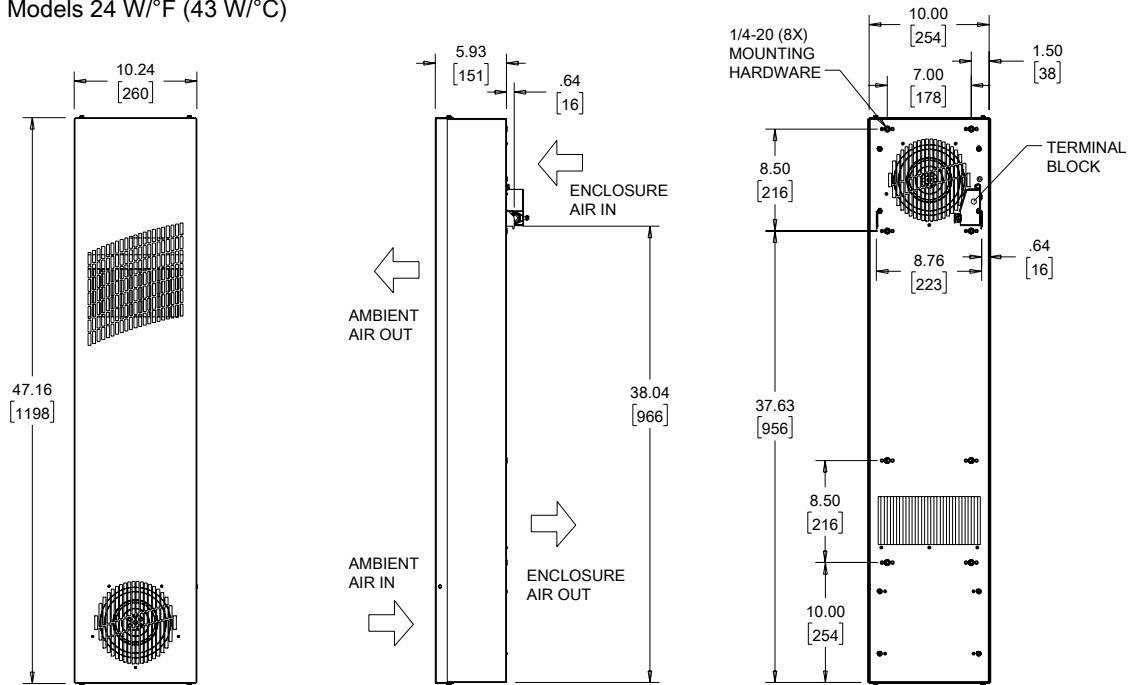 Models 24 W/°F (43 W/°C)
10.24
[260]
47.16
[1198]
5.93
[151]
.64
[16]
ENCLOSURE
AIR IN
AMBIENT
AIR OUT
38.04
[966]
AMBIENT
AIR IN
ENCLOSURE
AIR OUT
10.00
[254]
1/4-20 (8X)
MOUNTING
HARDWARE
1.50
[38]
7.00
[178]
TERMINAL
BLOCK
8.50
[216]
8.76
[223]
.64
[16]
37.63
[956]
8.50
[216]
10.00
[254]